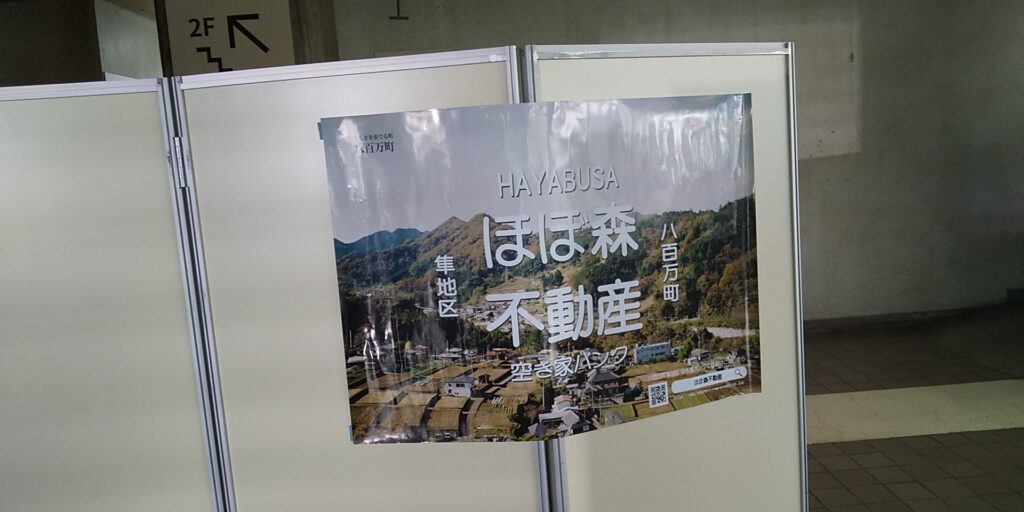 2F
八百万町
HAYABUSA
ほぼ森
不動産
隼地区
八百万町
空き家バンク
ほぼ森不動産